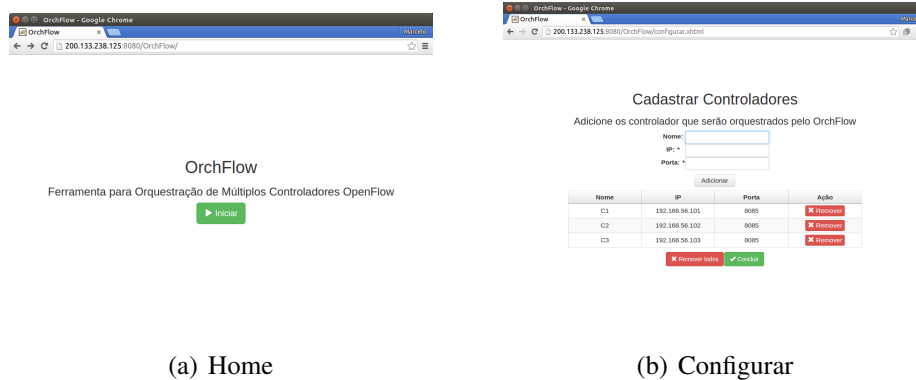 OrchFlow - Google Chrome
OrchFlow
Marcelo
200.133.238.125:8080/OrchFlow/
OrchFlow
Ferramenta para Orquestração de Múltiplos Controladores OpenFlow
Iniciar
(a) Home
OrchFlow - Google Chrome
OrchFlow
Marce
200.133.238.125:8080/OrchFlow/configurar.xhtml
Cadastrar Controladores
Adicione os controlador que serão orquestrados pelo OrchFlow
Nome:
IP: *
Porta: *
Adicionar
Nome IP Porta Ação
C1 192.168.56.101 8085 Remover
C2 192.168.56.102 8085 Remover
C3 192.168.56.103 8085 Remover
Remover todos Concluir
(b) Configurar